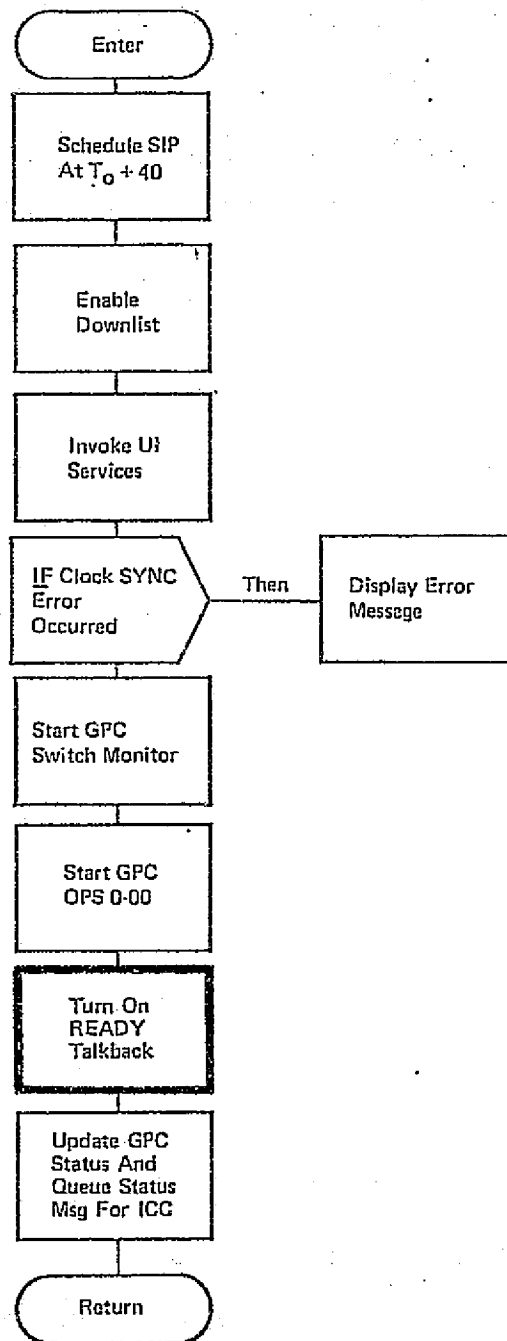 Enter
Schedule SIP
At T₀ + 40
Enable
Downlist
Invoke UI
Services
IF Clock SYNC
Error
Occurred
Then
Display Error
Message
Start GPC
Switch Monitor
Start GPC
OPS 0-00
Turn On
READY
Talkback
Update GPC
Status And
Queue Status
Msg For ICC
Return